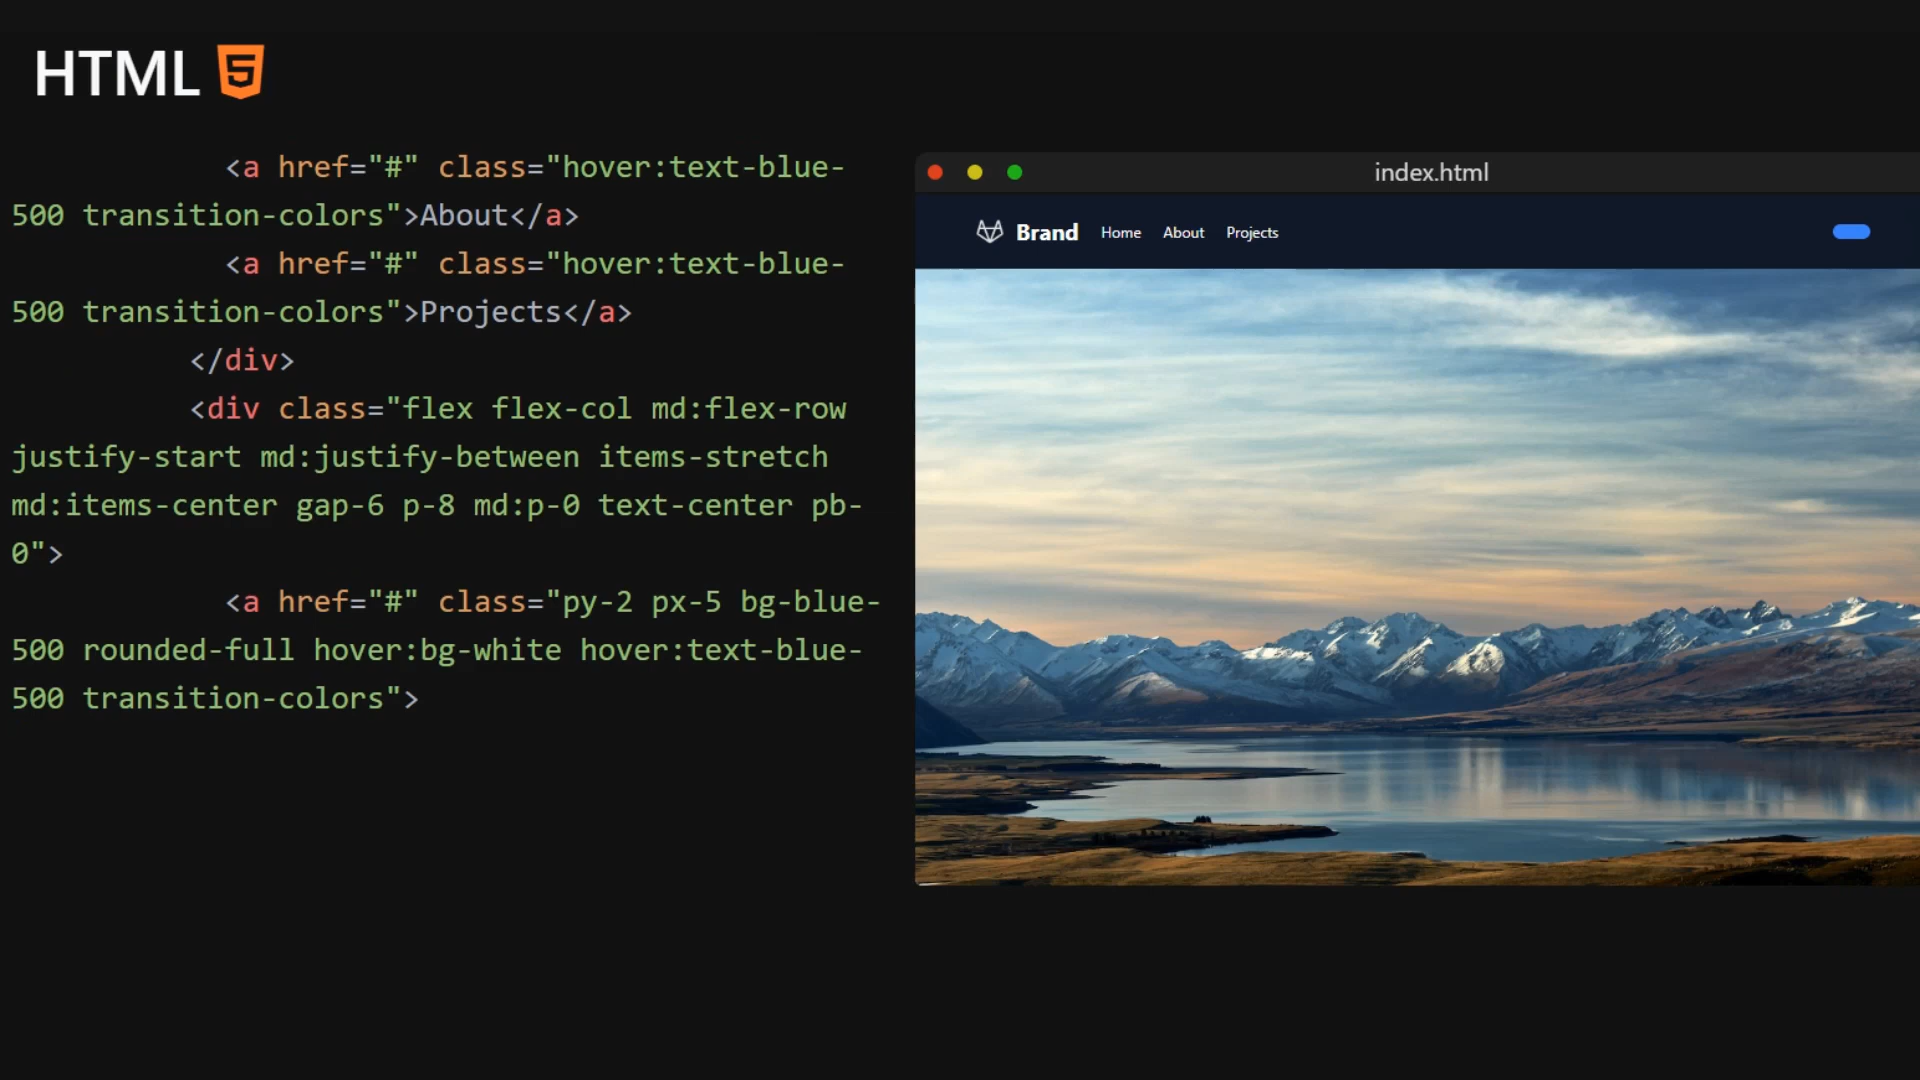 HTML 5
<a href="#" class="hover:text-blue-
500 transition-colors">About</a>
<a href="#" class="hover:text-blue-
500 transition-colors">Projects</a>
</div>
<div class="flex flex-col md:flex-row
justify-start md:justify-between items-stretch
md:items-center gap-6 p-8 md:p-0 text-center pb-
0">
<a href="#" class="py-2 px-5 bg-blue-
500 rounded-full hover:bg-white hover:text-blue-
500 transition-colors">
index.html
Brand Home About Projects